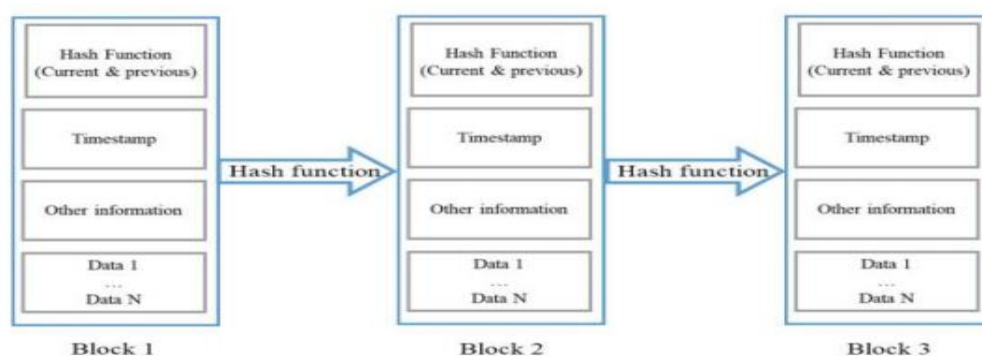 Hash Function
(Current & previous)
Timestamp
Other information
Data 1
...
Data N
Block 1
Hash function
Hash Function
(Current & previous)
Timestamp
Other information
Data 1
...
Data N
Block 2
Hash function
Hash Function
(Current & previous)
Timestamp
Other information
Data 1
...
Data N
Block 3